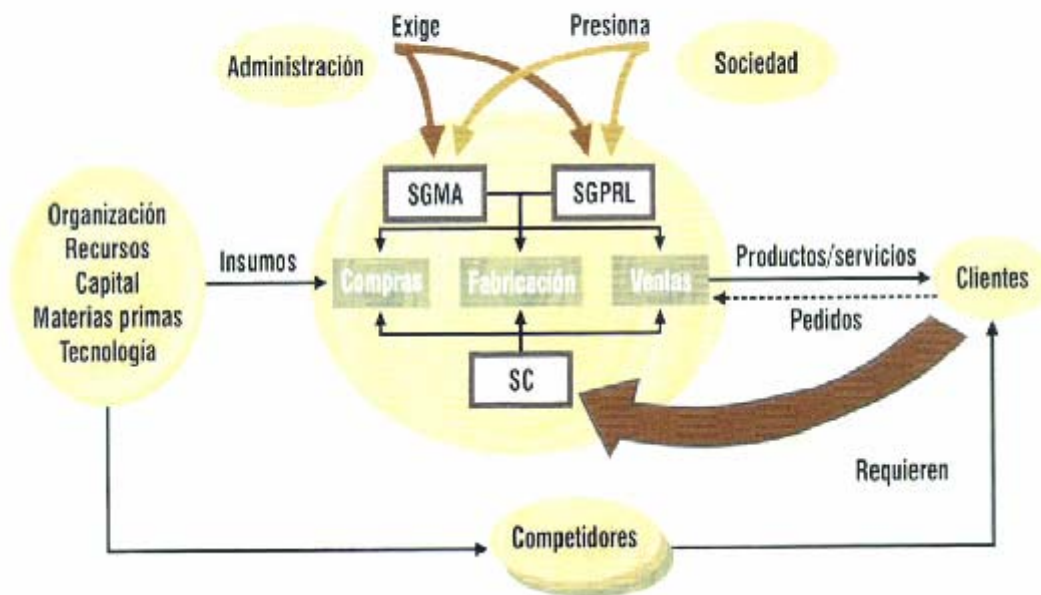 Exige
Presiona
Administración
Sociedad
SGMA
SGPRL
Organización
Recursos
Capital
Materias primas
Tecnología
Insumos
Compras
Fabricación
Ventas
Productos/servicios
Pedidos
Clientes
SC
Requieren
Competidores